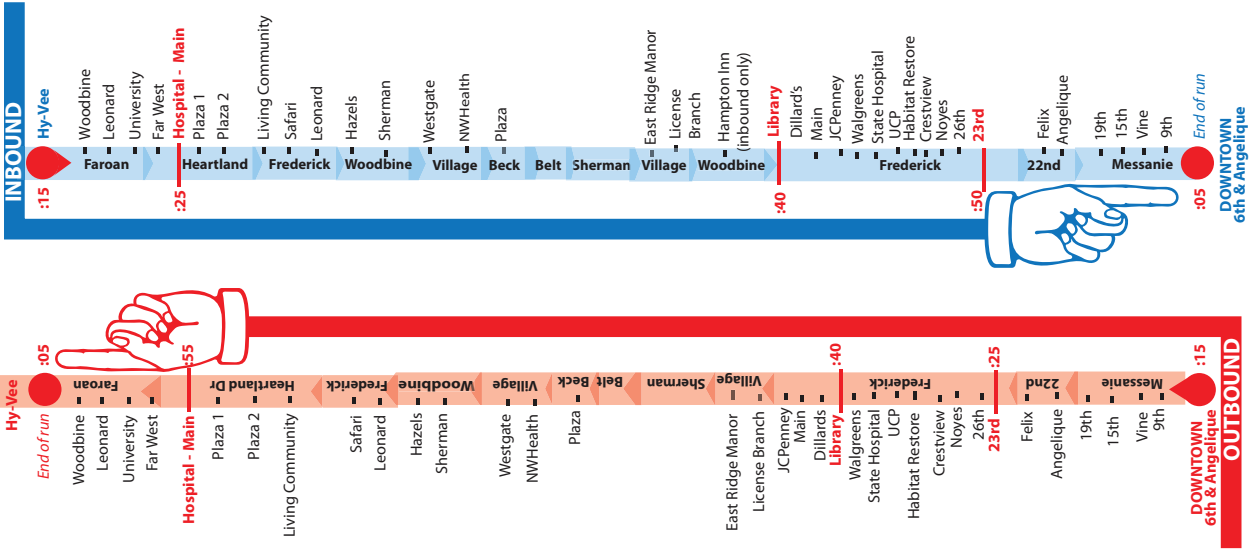 INBOUND
Hy-Vee
Woodbine
Leonard
University
Far West
Hospital - Main
Plaza 1
Plaza 2
Living Community
Safari
Leonard
Hazels
Sherman
Westgate
NWHealth
Plaza
East Ridge Manor
License
Branch
Hampton Inn
(inbound only)
Library
Dillard's
Main
JCPenney
Walgreens
State Hospital
UCP
Habitat Restore
Crestview
Noyes
26th
23rd
Felix
Angelique
19th
15th
Vine
9th
End of run
DOWNTOWN
6th & Angelique
Faroan
Heartland
Frederick
Woodbine
Village
Beck
Belt
Sherman
Village
Woodbine
Frederick
22nd
Messanie
:15
:25
:40
:50
:05
:05
:55
:40
:25
:15
Hy-Vee
Faroan
Heartland Dr
Frederick
Woodbine
Village
Beck
Belt
Sherman
Village
Frederick
22nd
Messanie
End of run
Woodbine
Leonard
University
Far West
Hospital - Main
Plaza 1
Plaza 2
Living Community
Safari
Leonard
Hazels
Sherman
Westgate
NWHealth
Plaza
East Ridge Manor
License Branch
JCPenney
Main
Dillards
Library
Walgreens
State Hospital
UCP
Habitat Restore
Crestview
Noyes
26th
23rd
Felix
Angelique
19th
15th
Vine
9th
DOWNTOWN
6th & Angelique
OUTBOUND